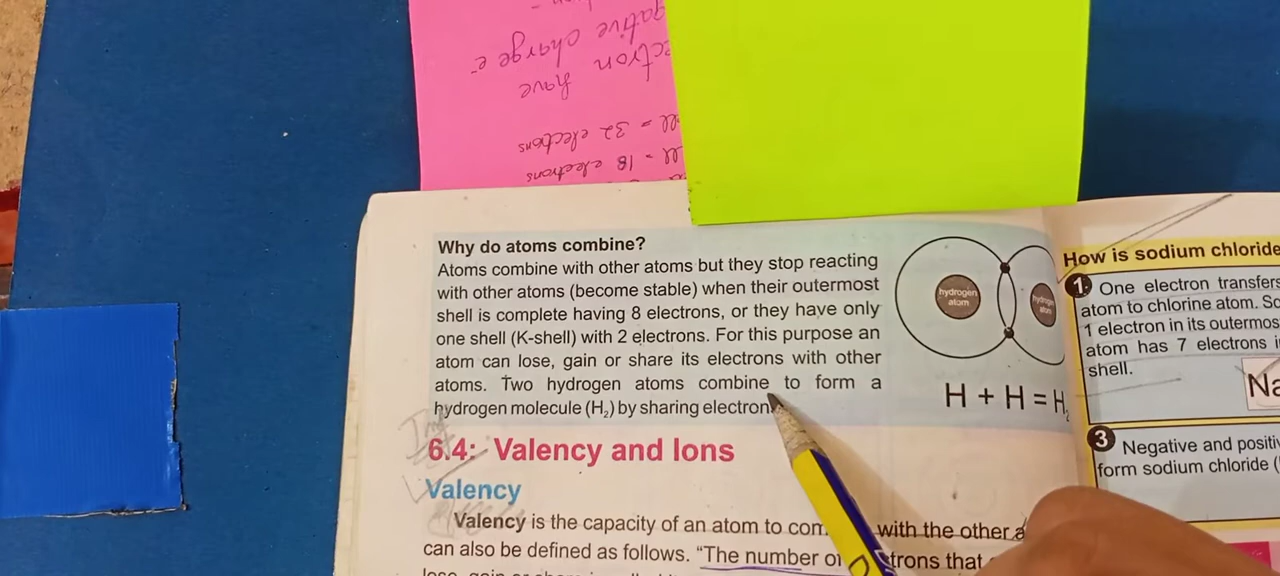 gative charge e⁻
ctron have
ell = 32 electrons
ell = 18 electrons
Why do atoms combine?
Atoms combine with other atoms but they stop reacting
with other atoms (become stable) when their outermost
shell is complete having 8 electrons, or they have only
one shell (K-shell) with 2 electrons. For this purpose an
atom can lose, gain or share its electrons with other
atoms. Two hydrogen atoms combine to form a
hydrogen molecule (H₂) by sharing electron
hydrogen
atom
hydrogen
atom
H + H = H₂
6.4: Valency and Ions
Valency
Valency is the capacity of an atom to com with the other a
can also be defined as follows. "The number of trons that
How is sodium chloride
1 One electron transfers
atom to chlorine atom. So
1 electron in its outermos
atom has 7 electrons i
shell.
Na
3 Negative and positi
form sodium chloride (